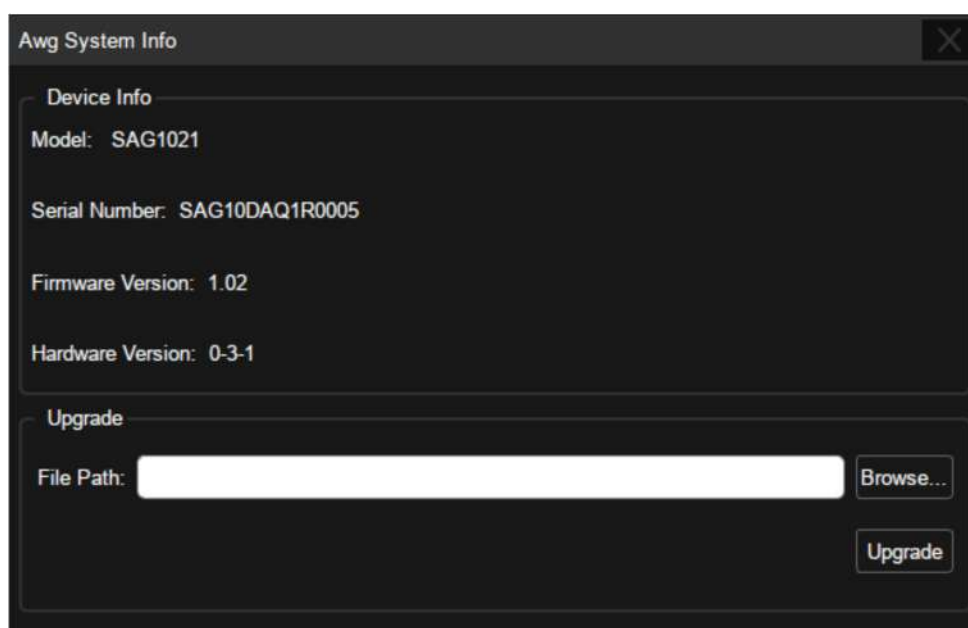 Awg System Info
Device Info
Model: SAG1021
Serial Number: SAG10DAQ1R0005
Firmware Version: 1.02
Hardware Version: 0-3-1
Upgrade
File Path: Browse...
Upgrade